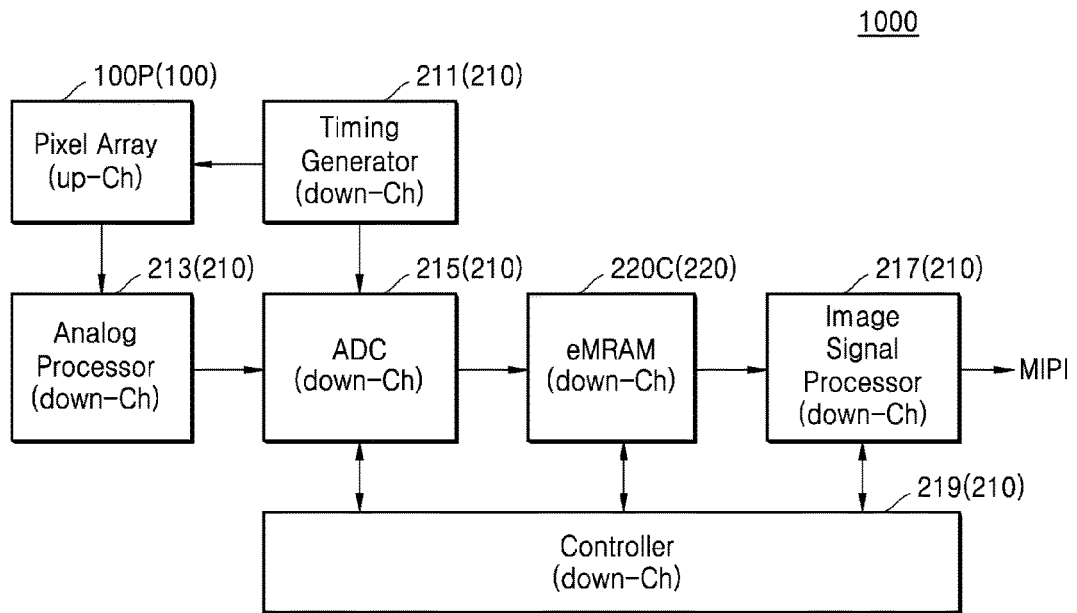 1000
100P(100)
211(210)
Pixel Array
(up-Ch)
Timing
Generator
(down-Ch)
213(210)
215(210)
220C(220)
217(210)
Analog
Processor
(down-Ch)
ADC
(down-Ch)
eMRAM
(down-Ch)
Image
Signal
Processor
(down-Ch)
MIPI
219(210)
Controller
(down-Ch)